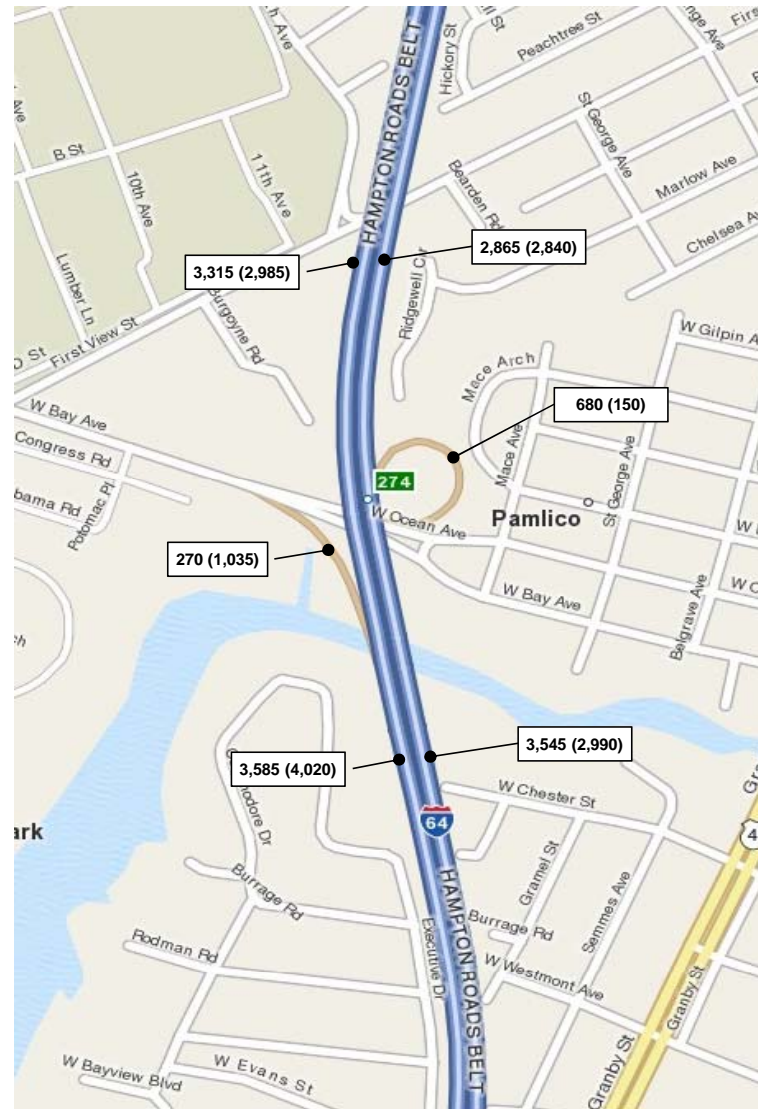 HAMPTON ROADS BELT
Hickory St
Peachtree St
St George Ave
Marlow Ave
Chelsea Av
B St
10th Ave
11th Ave
Lumber Ln
Bearden Rd
Ridgewell Cir
2,865 (2,840)
3,315 (2,985)
First View St
Burgoyne Rd
W Gilpin A
Mace Arch
W Bay Ave
Congress Rd
bama Rd
Potomac Pl
680 (150)
Mace Ave
St George Ave
274
W Ocean Ave
Pamlico
270 (1,035)
W Bay Ave
Belgrave Ave
3,545 (2,990)
3,585 (4,020)
W Chester St
64
ark
4
Gramel St
Semmes Ave
Burrage Rd
Burrage Rd
Rodman Rd
Executive Dr
HAMPTON ROADS BELT
W Westmont Ave
Granby St
Granby St
W Bayview Blvd
W Evans St